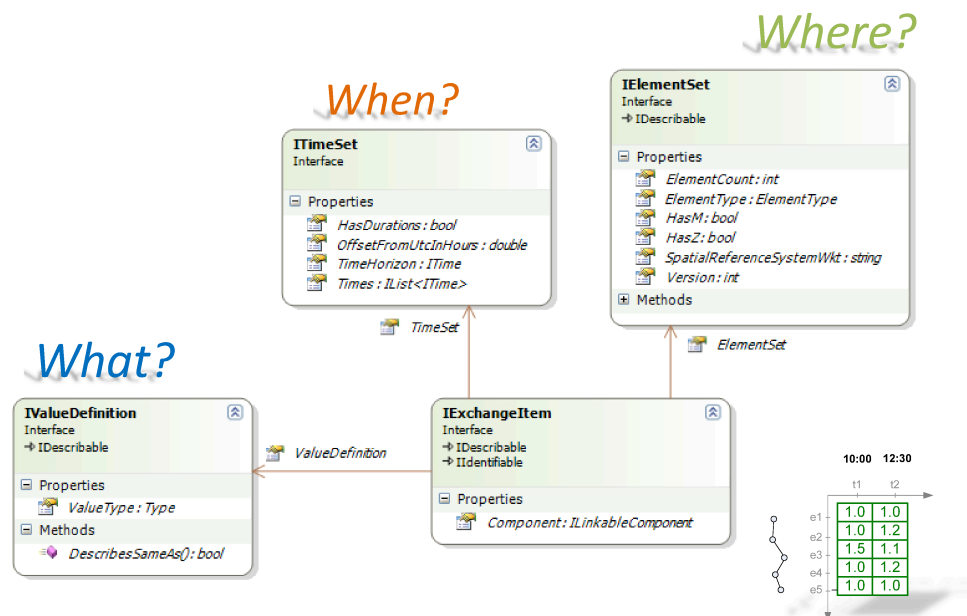 Where?
When?
IElementSet
Interface
IDescribable
Properties
ElementCount : int
ElementType : ElementType
HasM : bool
HasZ : bool
SpatialReferenceSystemWkt : string
Version : int
Methods
ITimeSet
Interface
Properties
HasDurations : bool
OffsetFromUtcInHours : double
TimeHorizon : ITime
Times : IList<ITime>
TimeSet
ElementSet
What?
IValueDefinition
Interface
IDescribable
Properties
ValueType : Type
Methods
DescribesSameAs() : bool
ValueDefinition
IExchangeItem
Interface
IDescribable
IIdentifiable
Properties
Component : ILinkableComponent
10:00 12:30
t1 t2
e1 1.0 1.0
e2 1.0 1.2
e3 1.5 1.1
e4 1.0 1.2
e5 1.0 1.0